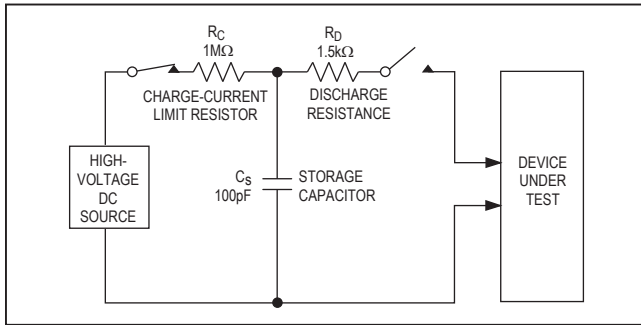 R_C
1MΩ
R_D
1.5kΩ
CHARGE-CURRENT
LIMIT RESISTOR
DISCHARGE
RESISTANCE
HIGH-
VOLTAGE
DC
SOURCE
C_S
100pF
STORAGE
CAPACITOR
DEVICE
UNDER
TEST